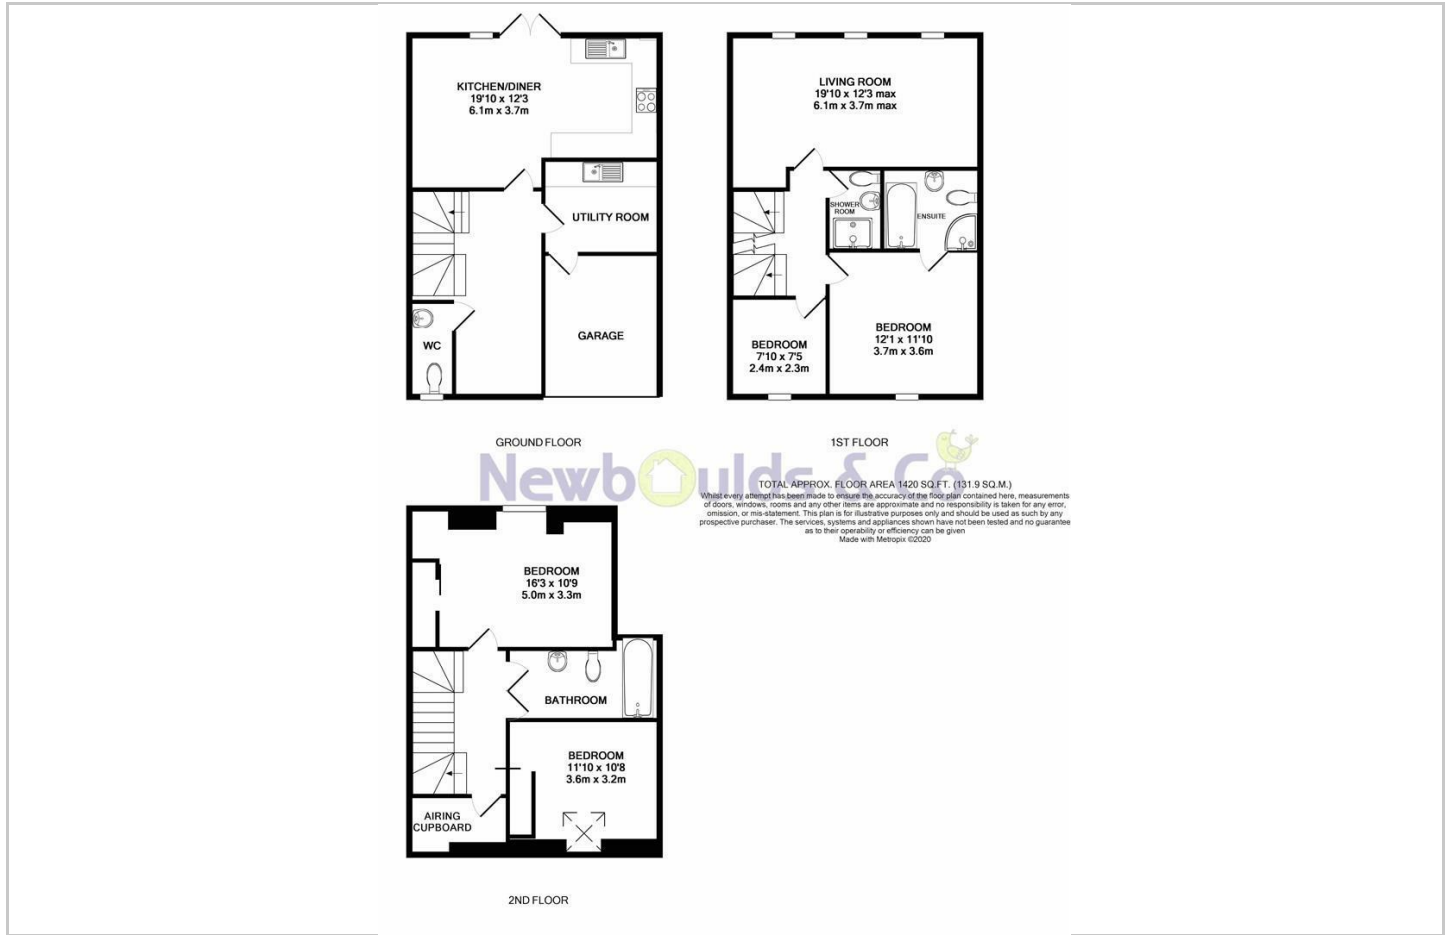 KITCHEN/DINER
19'10 x 12'3
6.1m x 3.7m
UTILITY ROOM
GARAGE
WC
GROUND FLOOR
LIVING ROOM
19'10 x 12'3 max
6.1m x 3.7m max
SHOWER
ROOM
ENSUITE
BEDROOM
12'1 x 11'10
3.7m x 3.6m
BEDROOM
7'10 x 7'5
2.4m x 2.3m
1ST FLOOR
Newboulds & Co
TOTAL APPROX. FLOOR AREA 1420 SQ.FT. (131.9 SQ.M.)
Whilst every attempt has been made to ensure the accuracy of the floor plan contained here, measurements
of doors, windows, rooms and any other items are approximate and no responsibility is taken for any error,
omission, or mis-statement. This plan is for illustrative purposes only and should be used as such by any
prospective purchaser. The services, systems and appliances shown have not been tested and no guarantee
as to their operability or efficiency can be given
Made with Metropix ©2020
BEDROOM
16'3 x 10'9
5.0m x 3.3m
BATHROOM
BEDROOM
11'10 x 10'8
3.6m x 3.2m
AIRING
CUPBOARD
2ND FLOOR